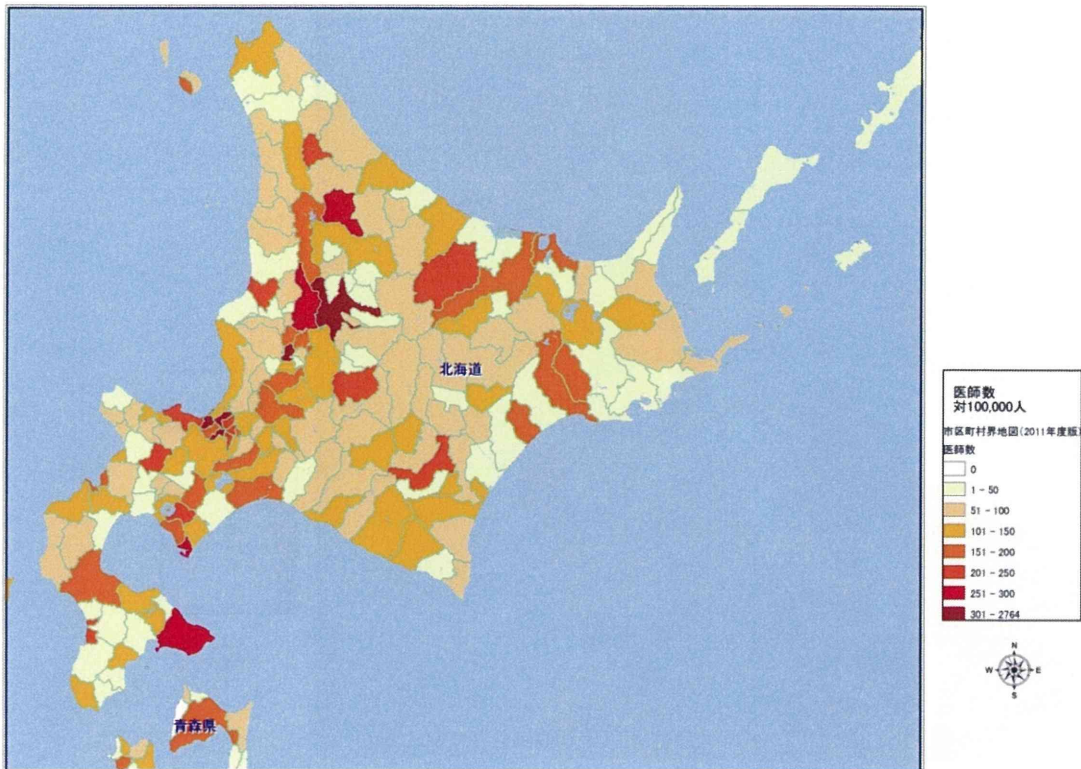 北海道
青森県
医師数
対100,000人
市区町村界地図(2011年度版)
医師数
0
1 - 50
51 - 100
101 - 150
151 - 200
201 - 250
251 - 300
301 - 2764
N
W
E
S